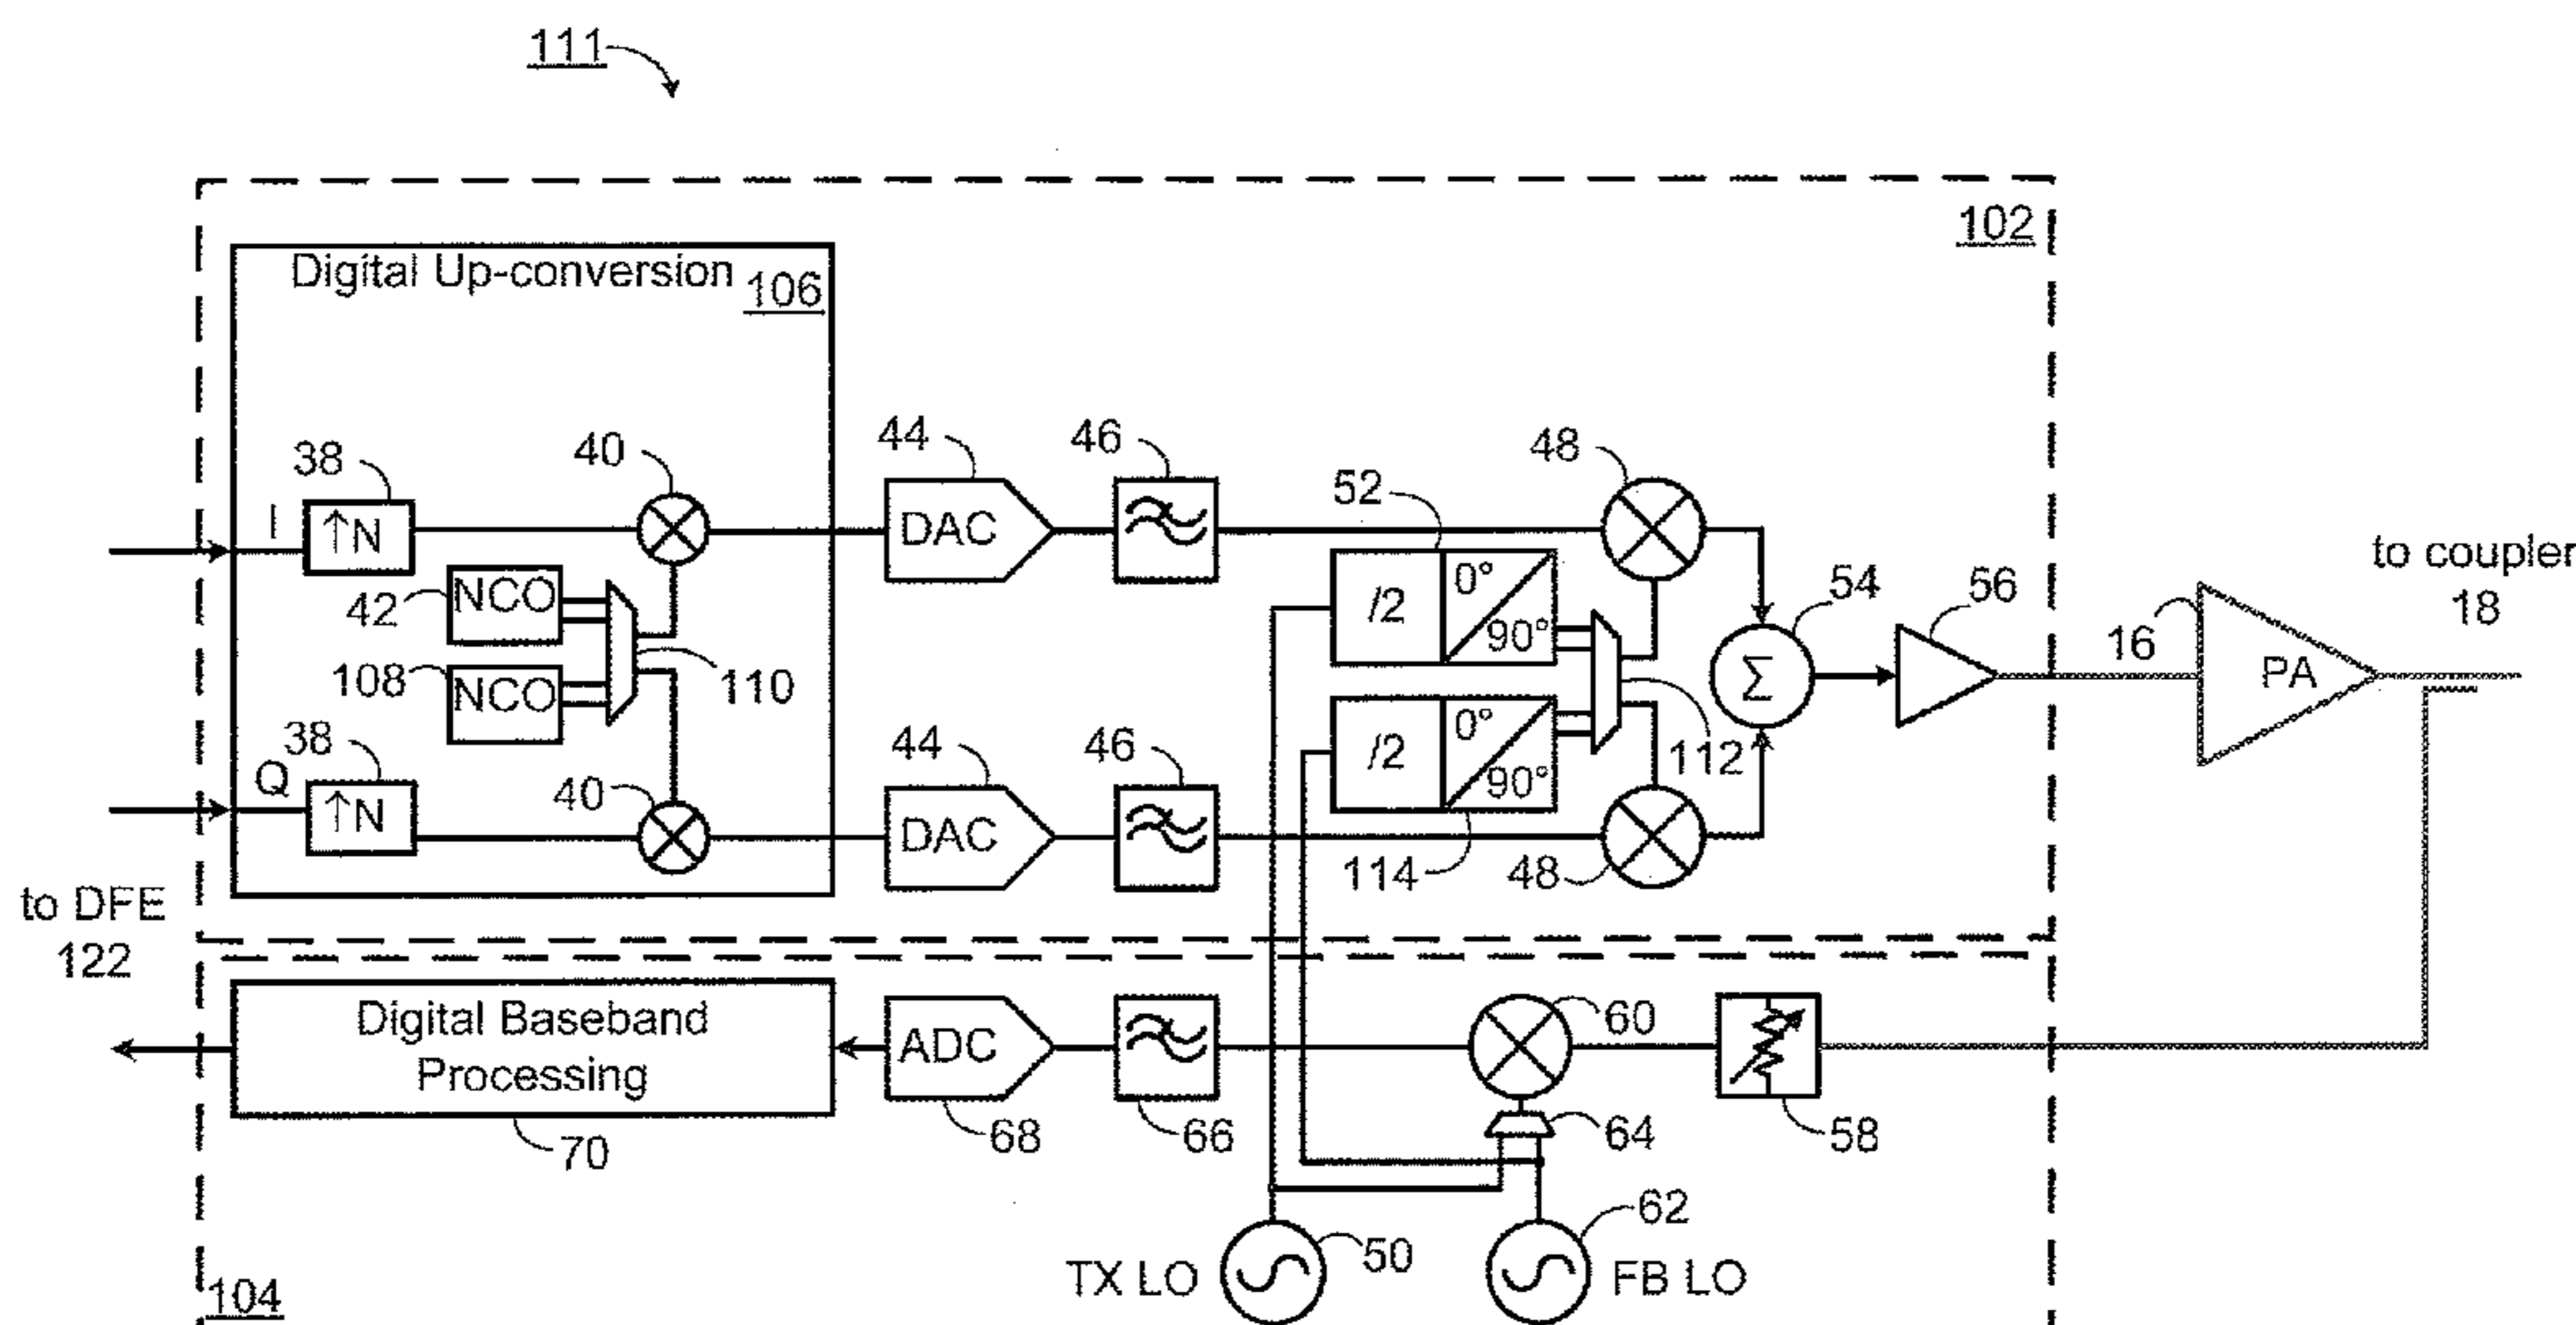 111
102
Digital Up-conversion
106
38
40
44
46
48
52
I
↑N
DAC
0°
/2
90°
to coupler
18
54
56
42
NCO
16
PA
Σ
108
NCO
110
38
44
46
0°
/2
90°
112
Q
40
↑N
DAC
114
48
to DFE
122
Digital Baseband
Processing
ADC
60
70
68
66
64
58
62
TX LO
50
FB LO
104